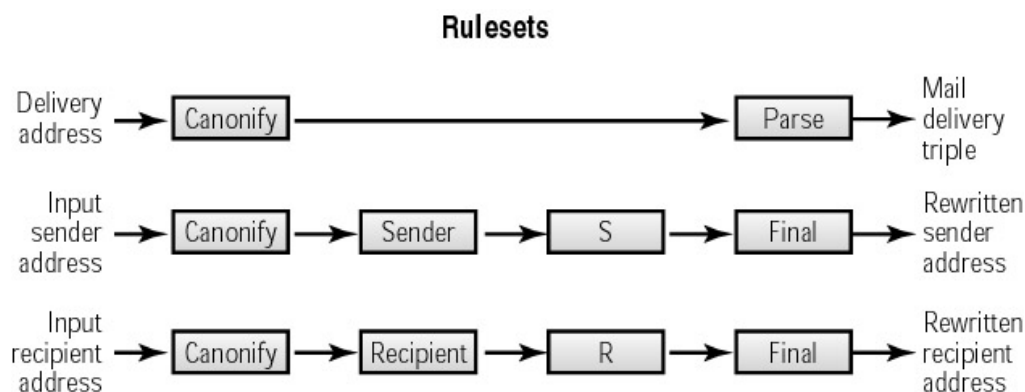 Rulesets
Delivery
address
Canonify
Parse
Mail
delivery
triple
Input
sender
address
Canonify
Sender
S
Final
Rewritten
sender
address
Input
recipient
address
Canonify
Recipient
R
Final
Rewritten
recipient
address